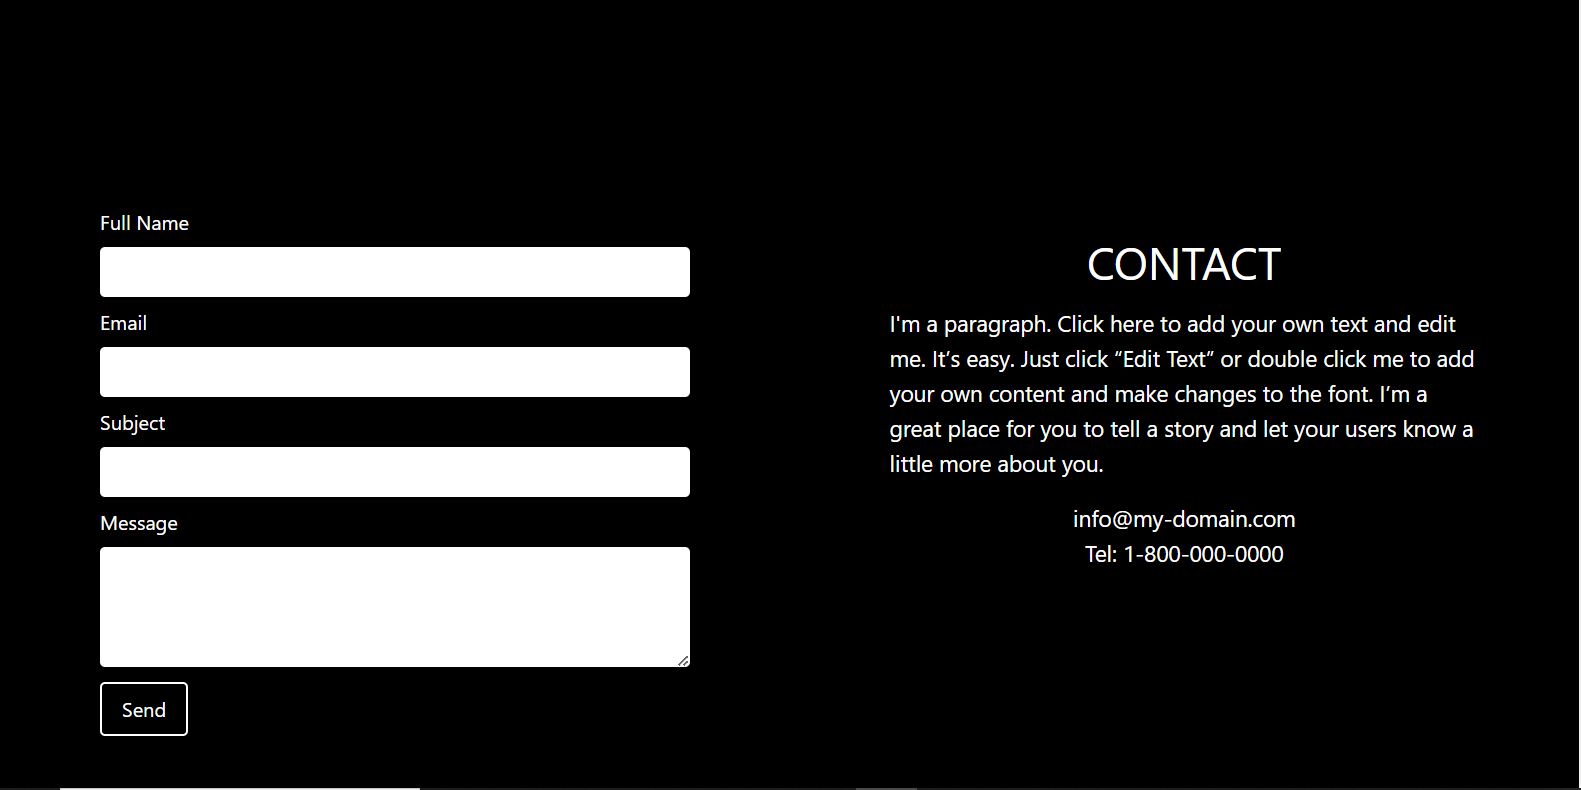 Full Name
Email
Subject
Message
Send
CONTACT
I'm a paragraph. Click here to add your own text and edit
me. It’s easy. Just click “Edit Text” or double click me to add
your own content and make changes to the font. I’m a
great place for you to tell a story and let your users know a
little more about you.
info@my-domain.com
Tel: 1-800-000-0000